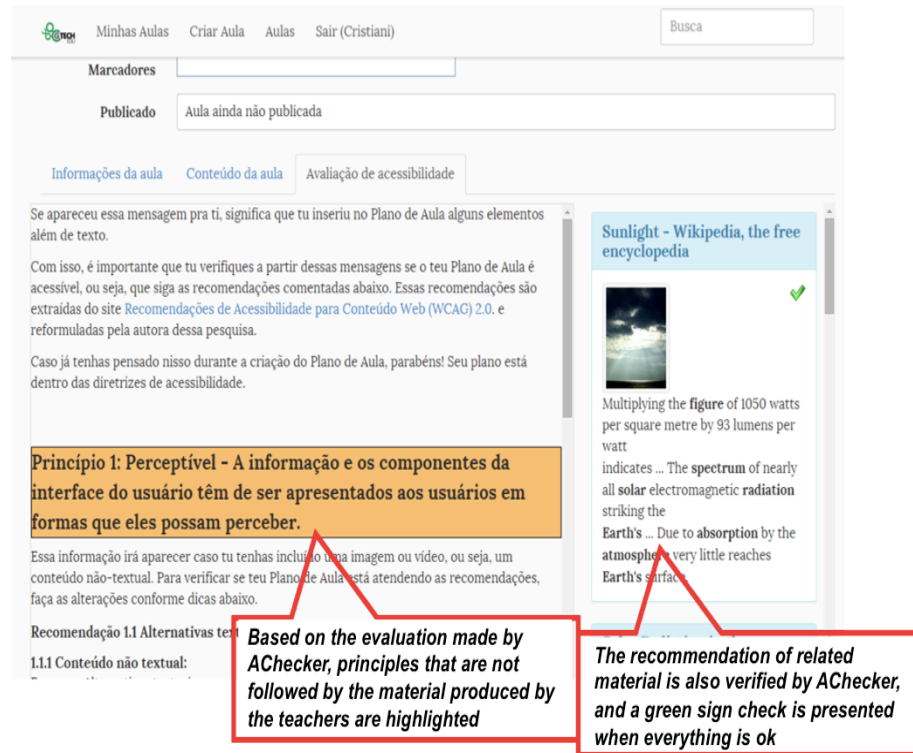 TECH
Minhas Aulas Criar Aula Aulas Sair (Cristiani) Busca
Marcadores
Publicado Aula ainda não publicada
Informações da aula Conteúdo da aula Avaliação de acessibilidade
Se apareceu essa mensagem pra ti, significa que tu inseriu no Plano de Aula alguns elementos
além de texto.
Com isso, é importante que tu verifiques a partir dessas mensagens se o teu Plano de Aula é
acessível, ou seja, que siga as recomendações comentadas abaixo. Essas recomendações são
extraídas do site Recomendações de Acessibilidade para Conteúdo Web (WCAG) 2.0. e
reformuladas pela autora dessa pesquisa.
Caso já tenhas pensado nisso durante a criação do Plano de Aula, parabéns! Seu plano está
dentro das diretrizes de acessibilidade.
Princípio 1: Perceptível - A informação e os componentes da
interface do usuário têm de ser apresentados aos usuários em
formas que eles possam perceber.
Essa informação irá aparecer caso tu tenhas incluído uma imagem ou vídeo, ou seja, um
conteúdo não-textual. Para verificar se teu Plano de Aula está atendendo as recomendações,
faça as alterações conforme dicas abaixo.
Recomendação 1.1 Alternativas
1.1.1 Conteúdo não textual:
Sunlight - Wikipedia, the free
encyclopedia
Multiplying the figure of 1050 watts
per square metre by 93 lumens per
watt
indicates ... The spectrum of nearly
all solar electromagnetic radiation
striking the
Earth's ... Due to absorption by the
atmosphere very little reaches
Earth's surface
Based on the evaluation made by
AChecker, principles that are not
followed by the material produced by
the teachers are highlighted
The recommendation of related
material is also verified by AChecker,
and a green sign check is presented
when everything is ok